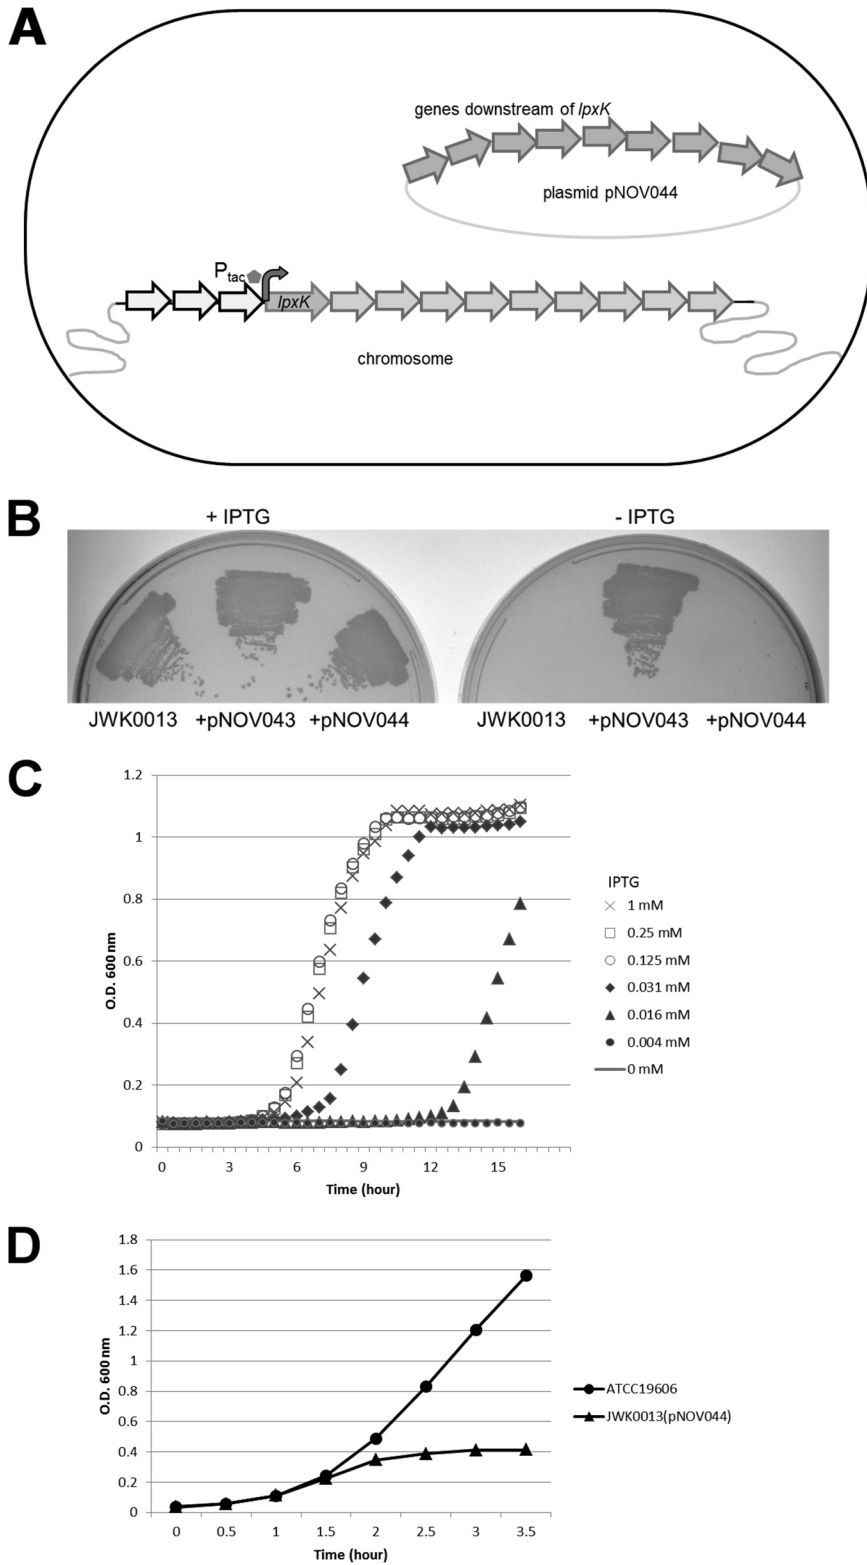 A
genes downstream of lpxK
plasmid pNOV044
Ptac
lpxK
chromosome
B
+ IPTG
- IPTG
JWK0013 +pNOV043 +pNOV044
JWK0013 +pNOV043 +pNOV044
C
1.2
1
0.8
0.6
0.4
0.2
0
O.D. 600 nm
0 3 6 9 12 15
Time (hour)
IPTG
1 mM
0.25 mM
0.125 mM
0.031 mM
0.016 mM
0.004 mM
0 mM
D
1.8
1.6
1.4
1.2
1
0.8
0.6
0.4
0.2
0
O.D. 600 nm
0 0.5 1 1.5 2 2.5 3 3.5
Time (hour)
ATCC19606
JWK0013(pNOV044)